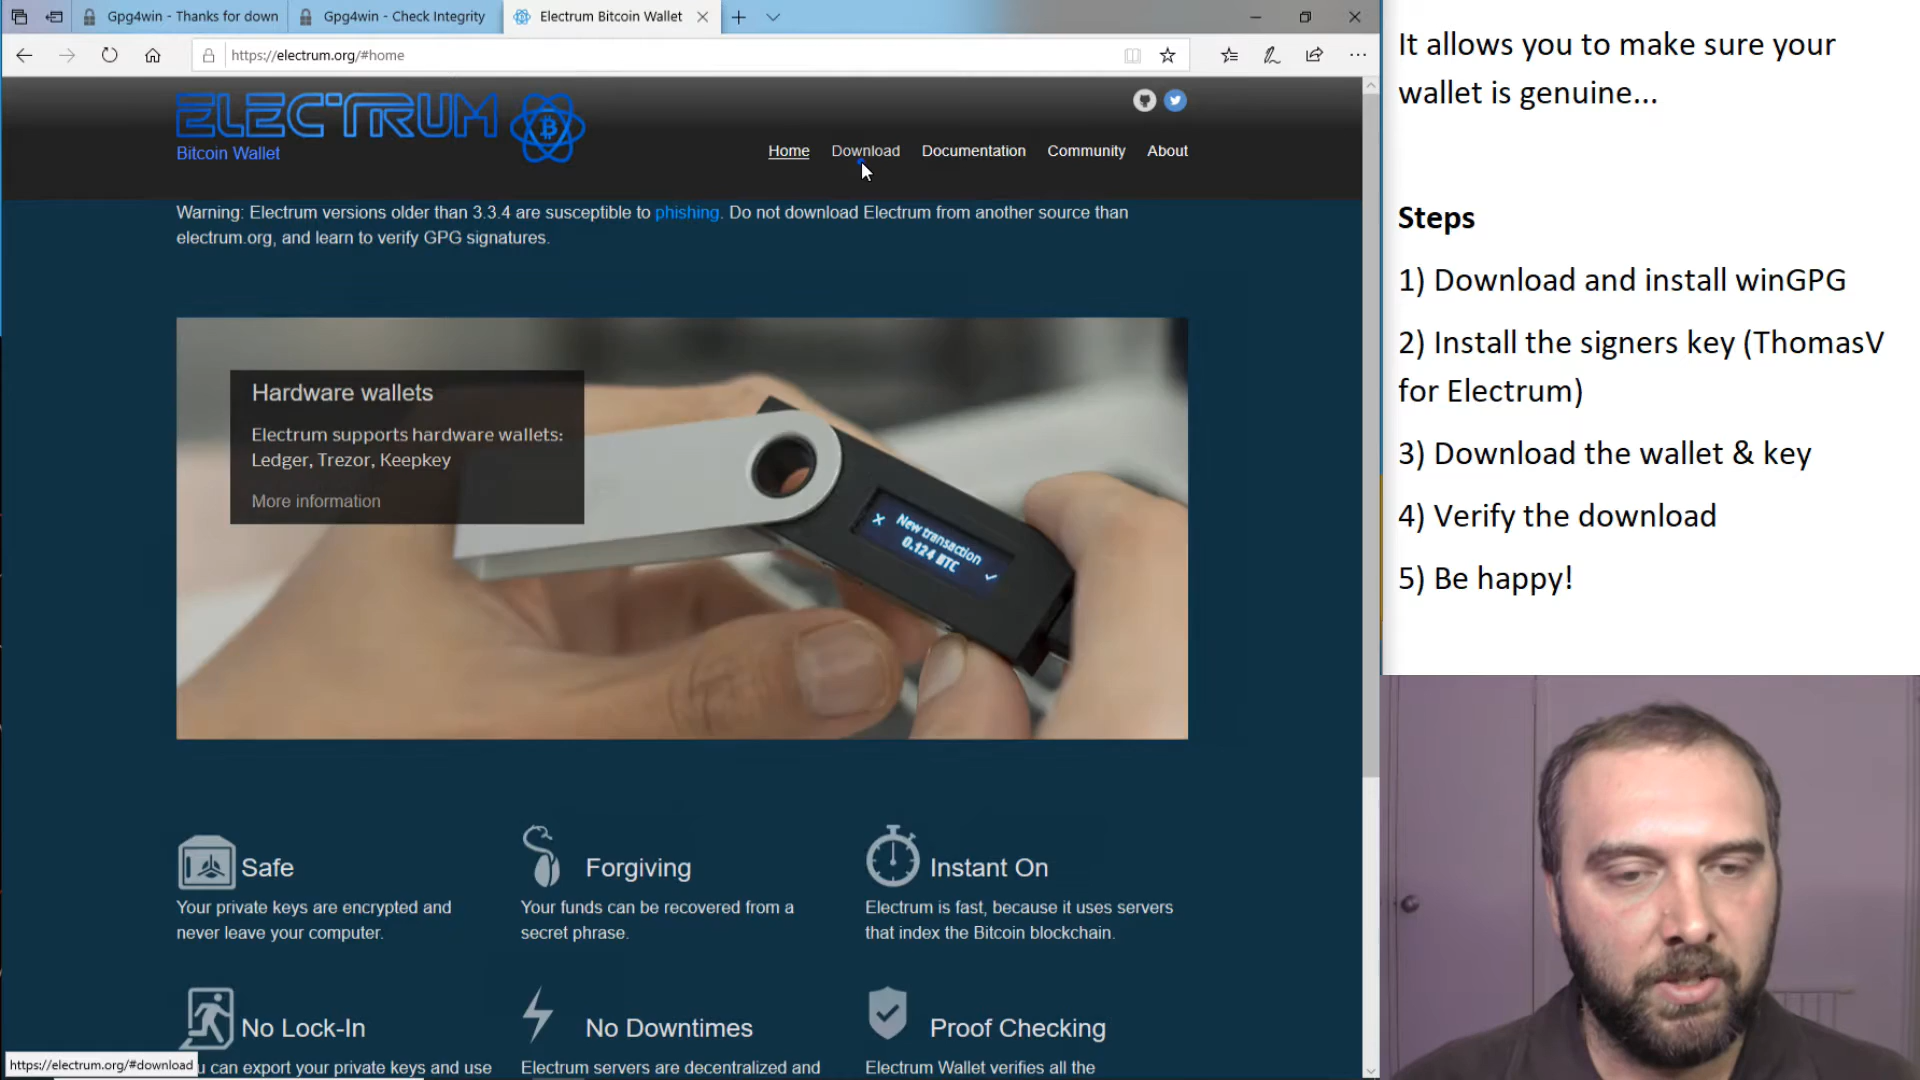 Gpg4win - Thanks for down
Gpg4win - Check Integrity
Electrum Bitcoin Wallet
https://electrum.org/#home
ELECTRUM
Bitcoin Wallet
Home
Download
Documentation
Community
About
Warning: Electrum versions older than 3.3.4 are susceptible to phishing. Do not download Electrum from another source than
electrum.org, and learn to verify GPG signatures.
Hardware wallets
Electrum supports hardware wallets:
Ledger, Trezor, Keepkey
More information
New transaction
0.124 BTC
Safe
Your private keys are encrypted and
never leave your computer.
Forgiving
Your funds can be recovered from a
secret phrase.
Instant On
Electrum is fast, because it uses servers
that index the Bitcoin blockchain.
No Lock-In
u can export your private keys and use
No Downtimes
Electrum servers are decentralized and
Proof Checking
Electrum Wallet verifies all the
https://electrum.org/#download
It allows you to make sure your
wallet is genuine...
Steps
1) Download and install winGPG
2) Install the signers key (ThomasV
for Electrum)
3) Download the wallet & key
4) Verify the download
5) Be happy!